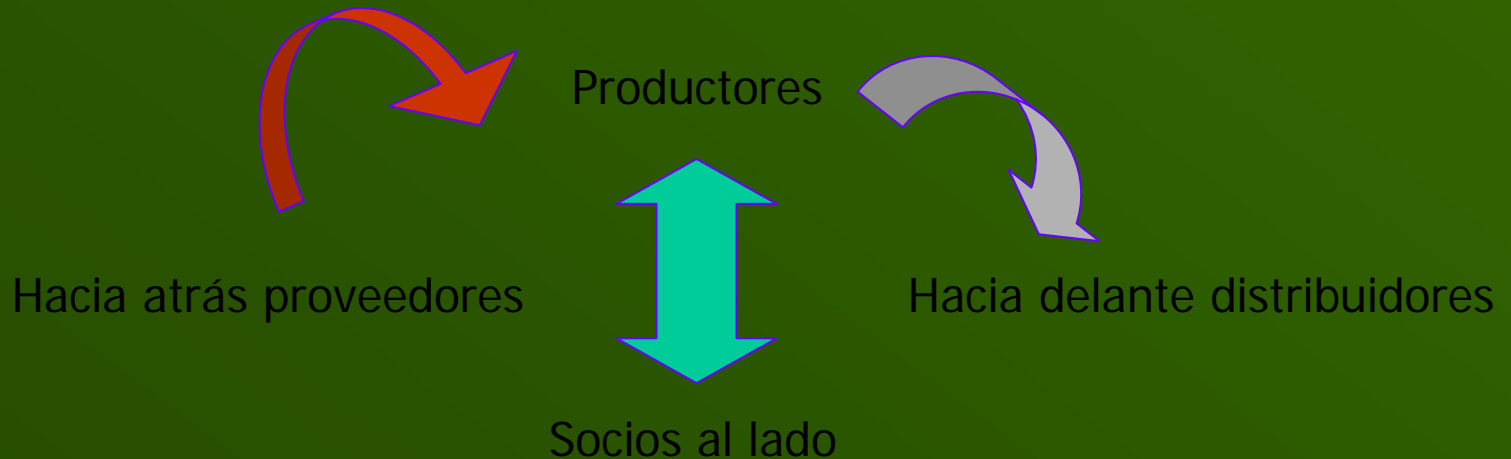 Productores
Hacia atrás proveedores
Hacia delante distribuidores
Socios al lado